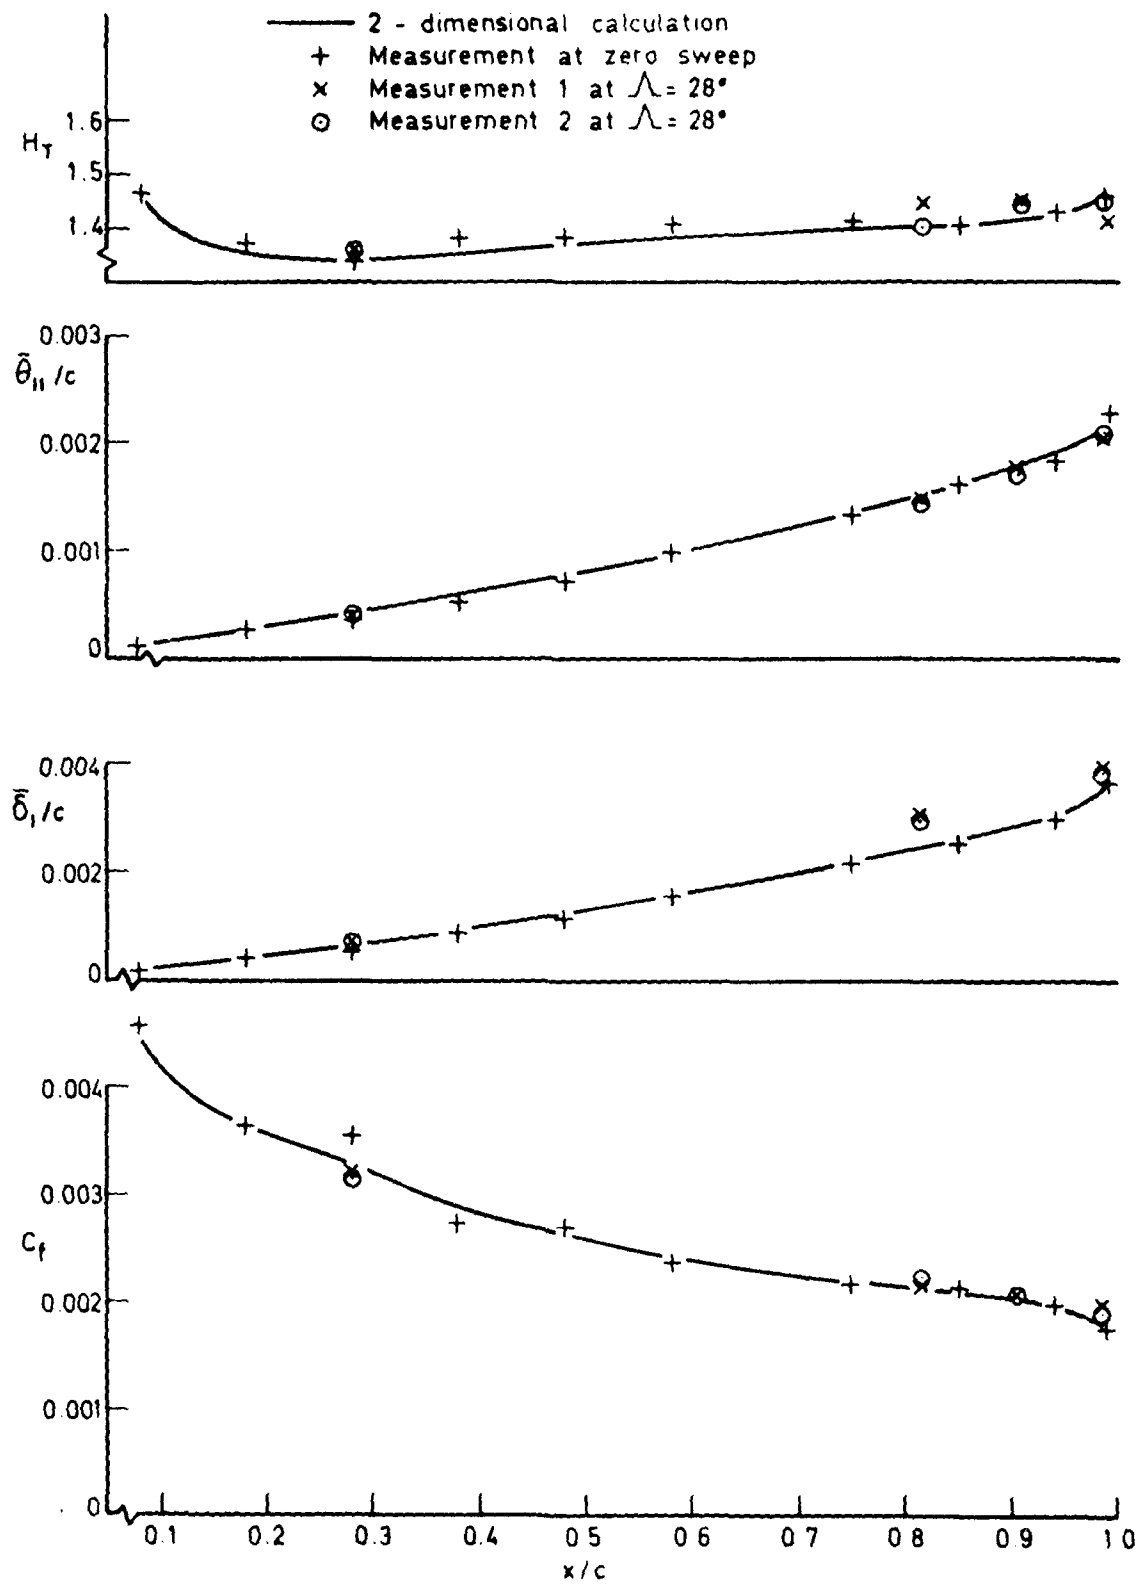 2 - dimensional calculation
+ Measurement at zero sweep
× Measurement 1 at Λ = 28°
⊙ Measurement 2 at Λ = 28°
H_T
1.6
1.5
1.4
0.003
θ̄₁₁/c
0.002
0.001
0
0.004
δ̄₁/c
0.002
0
0.004
0.003
C_f
0.002
0.001
0
0.1 0.2 0.3 0.4 0.5 0.6 0.7 0.8 0.9 1.0
x/c